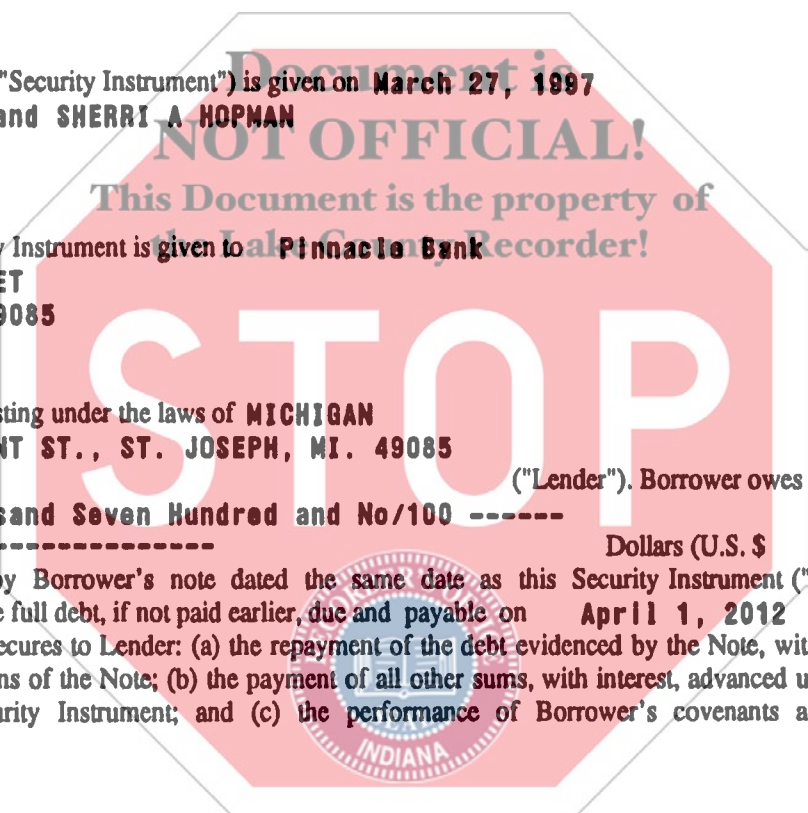 "Security Instrument") is given on March 27, 1997
Document is
and SHERRI A HOPMAN
NOT OFFICIAL!
This Document is the property of
the Lake County Recorder!
y Instrument is given to Pinnacle Bank
ET
9085
STOP
sting under the laws of MICHIGAN
NT ST., ST. JOSEPH, MI. 49085
("Lender"). Borrower owes
sand Seven Hundred and No/100 ------
---------------
Dollars (U.S. $
by Borrower's note dated the same date as this Security Instrument ("
e full debt, if not paid earlier, due and payable on April 1, 2012
ecures to Lender: (a) the repayment of the debt evidenced by the Note, wit
ns of the Note; (b) the payment of all other sums, with interest, advanced u
urity Instrument; and (c) the performance of Borrower's covenants a
INDIANA